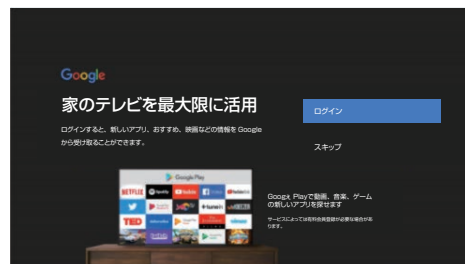 Google
家のテレビを最大限に活用
ログインすると、新しいアプリ、おすすめ、映画などの情報を Google
から受け取ることができます。
ログイン
スキップ
Google Play
NETFLIX
Spotify
YouTube
TED
tunein
Google Playで動画、音楽、ゲーム
の新しいアプリを探せます
サービスによっては有料会員登録が必要な場合があ
ります。